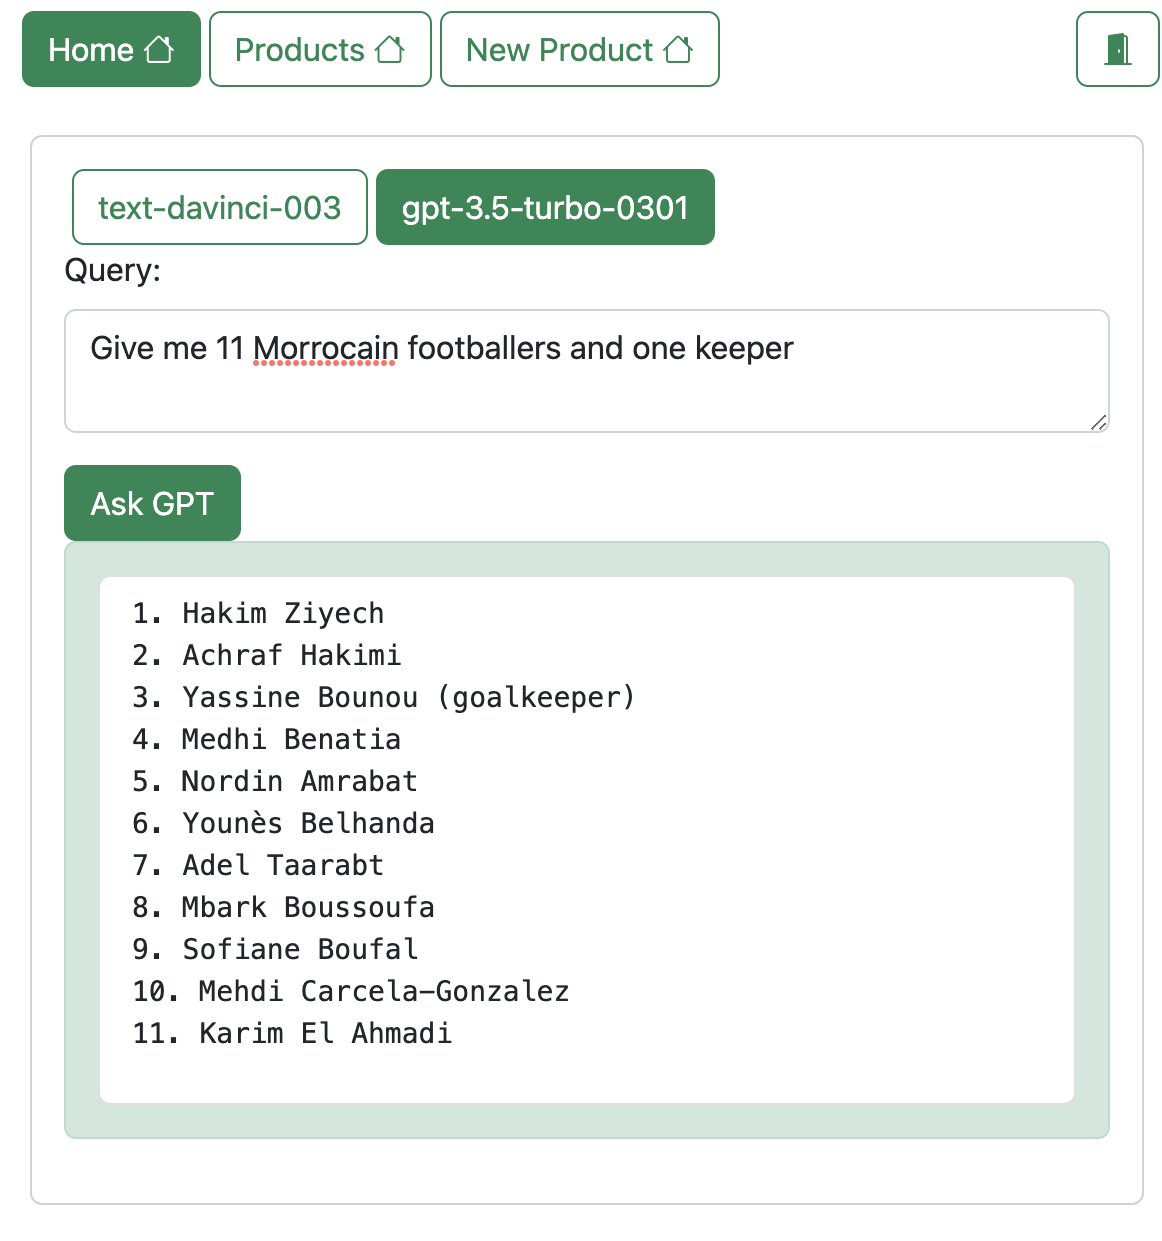 Home
Products
New Product
text-davinci-003
gpt-3.5-turbo-0301
Query:
Give me 11 Morrocain footballers and one keeper
Ask GPT
1. Hakim Ziyech
2. Achraf Hakimi
3. Yassine Bounou (goalkeeper)
4. Medhi Benatia
5. Nordin Amrabat
6. Younès Belhanda
7. Adel Taarabt
8. Mbark Boussoufa
9. Sofiane Boufal
10. Mehdi Carcela-Gonzalez
11. Karim El Ahmadi